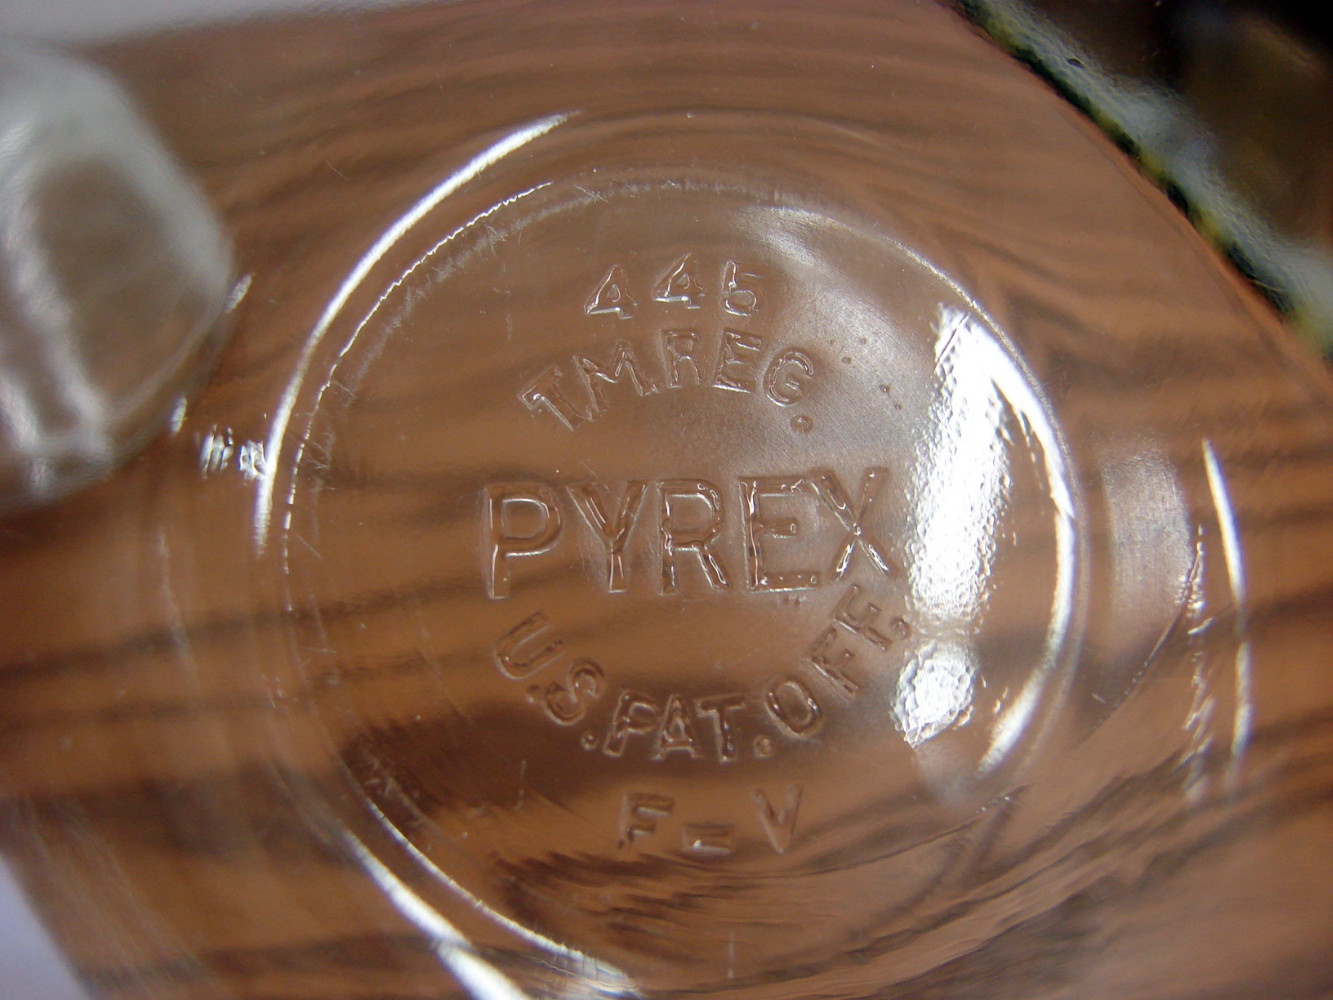 445
T.M.REG.
PYREX
U.S.PAT.OFF.
F = V